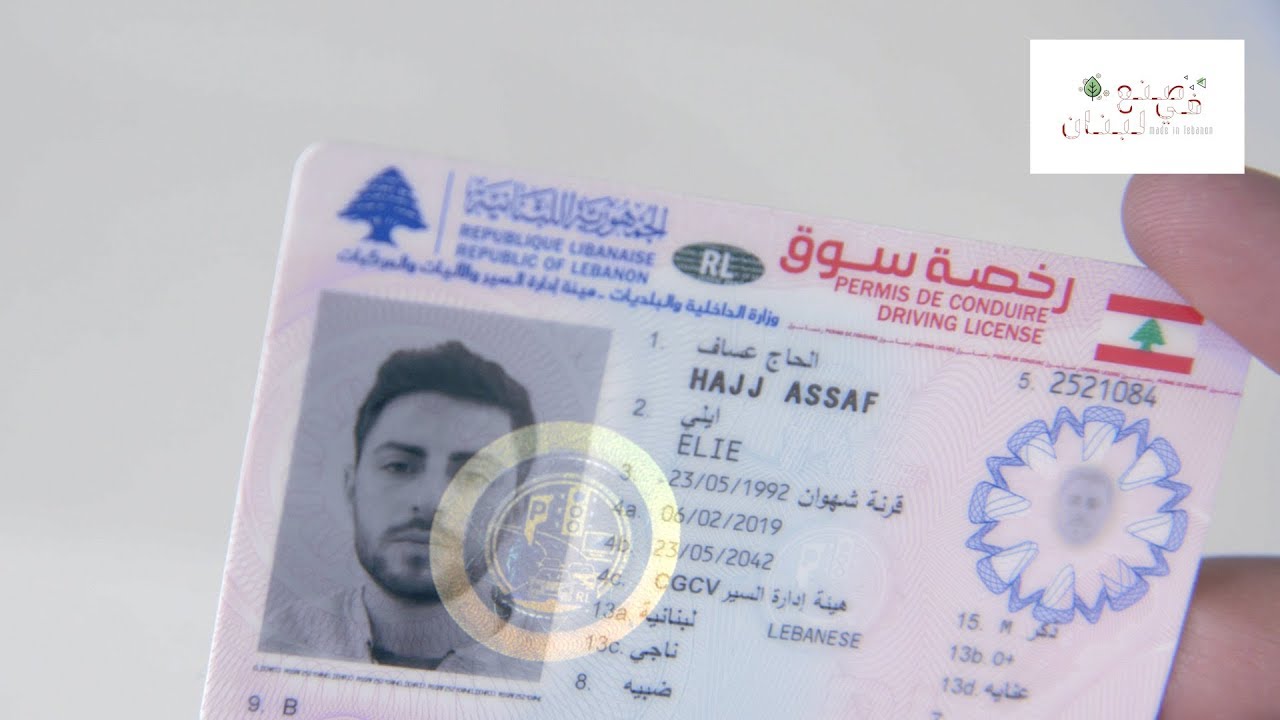 صنع
في
لبنان
made in lebanon
الجمهورية اللبنانية
REPUBLIQUE LIBANAISE
REPUBLIC OF LEBANON
وزارة الداخلية والبلديات - هيئة إدارة السير والآليات والمركبات
RL
رخصة سوق
PERMIS DE CONDUIRE
DRIVING LICENSE
1. الحاج عساف
HAJJ ASSAF
5. 2521084
2. ايلي
ELIE
3. 23/05/1992 قرنة شهوان
4a. 06/02/2019
4b. 23/05/2042
4c. CGCV هيئة إدارة السير
13a. لبنانية
LEBANESE
15. M ذكر
13c. ناجي
13b. O+
8. ضبيه
13d. عنايه
9. B